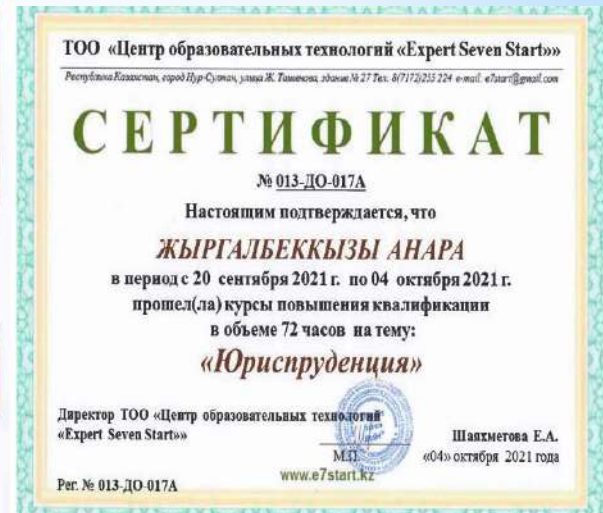 ТОО «Центр образовательных технологий «Expert Seven Start»»
Республика Казахстан, город Нур-Султан, улица Ж. Ташенова, здание № 27 Тел: 8(7172)255 224 e-mail: e7start@gmail.com
СЕРТИФИКАТ
№ 013-ДО-017А
Настоящим подтверждается, что
ЖЫРГАЛБЕККЫЗЫ АНАРА
в период с 20 сентября 2021 г. по 04 октября 2021 г.
прошел(ла) курсы повышения квалификации
в объеме 72 часов на тему:
«Юриспруденция»
Директор ТОО «Центр образовательных технологий
«Expert Seven Start»»
Шаяхметова Е.А.
М.П.
«04» октября 2021 года
www.e7start.kz
Рег. № 013-ДО-017А